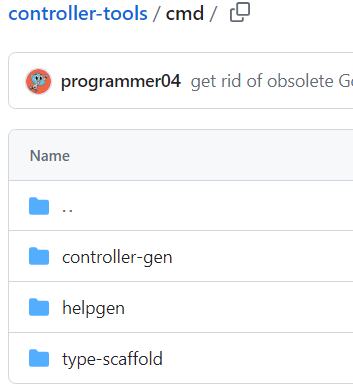 controller-tools / cmd /
programmer04 get rid of obsolete G
Name
..
controller-gen
helpgen
type-scaffold